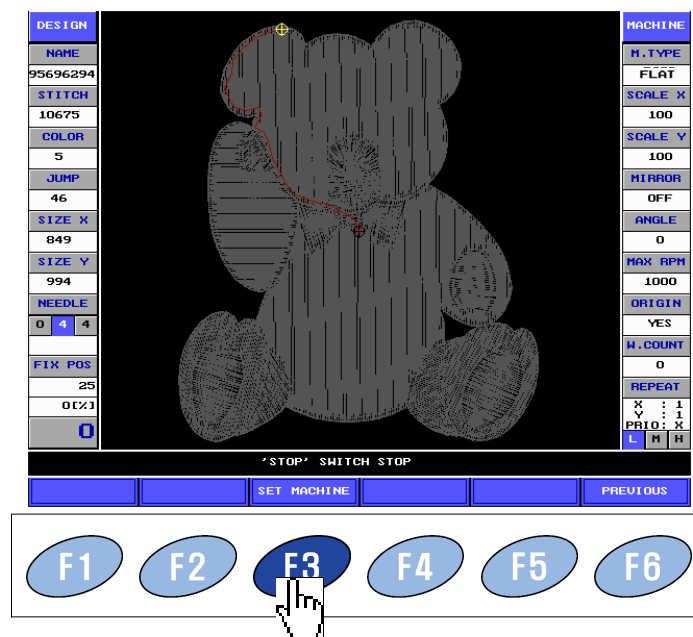 DESIGN
NAME
95696294
STITCH
10675
COLOR
5
JUMP
46
SIZE X
849
SIZE Y
994
NEEDLE
0 4 4
FIX POS
25
0[%]
0
MACHINE
M.TYPE
FLAT
SCALE X
100
SCALE Y
100
MIRROR
OFF
ANGLE
0
MAX RPM
1000
ORIGIN
YES
W.COUNT
0
REPEAT
X : 1
Y : 1
PRIO: X
L M H
'STOP' SWITCH STOP
SET MACHINE PREVIOUS
F1 F2 F3 F4 F5 F6